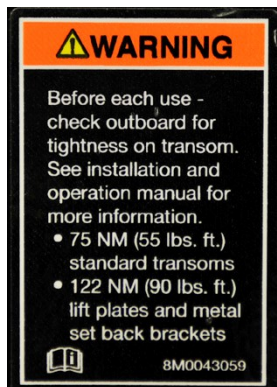 WARNING
Before each use -
check outboard for
tightness on transom.
See installation and
operation manual for
more information.
• 75 NM (55 lbs. ft.)
standard transoms
• 122 NM (90 lbs. ft.)
lift plates and metal
set back brackets
8M0043059